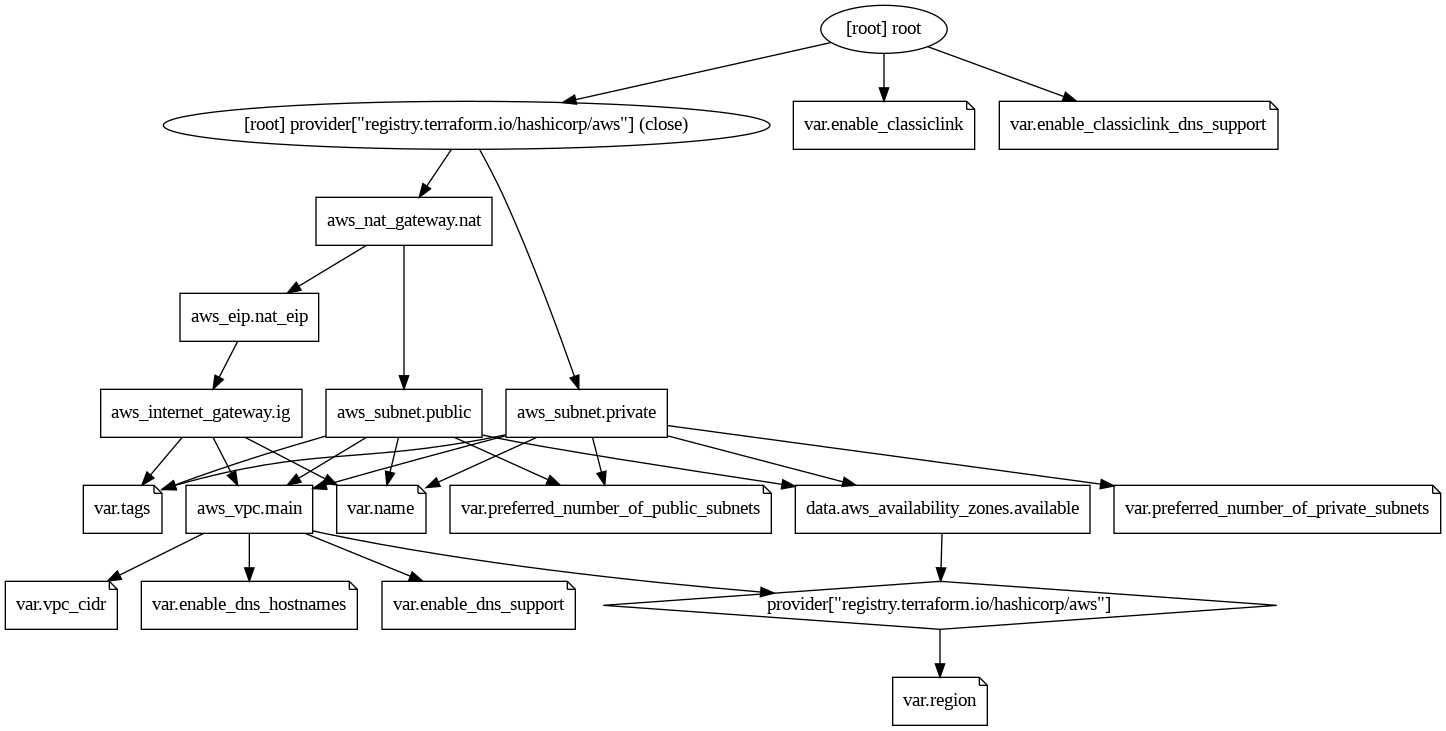 [root] root
[root] provider["registry.terraform.io/hashicorp/aws"] (close)
var.enable_classiclink
var.enable_classiclink_dns_support
aws_nat_gateway.nat
aws_eip.nat_eip
aws_internet_gateway.ig
aws_subnet.public
aws_subnet.private
var.tags
aws_vpc.main
var.name
var.preferred_number_of_public_subnets
data.aws_availability_zones.available
var.preferred_number_of_private_subnets
var.vpc_cidr
var.enable_dns_hostnames
var.enable_dns_support
provider["registry.terraform.io/hashicorp/aws"]
var.region